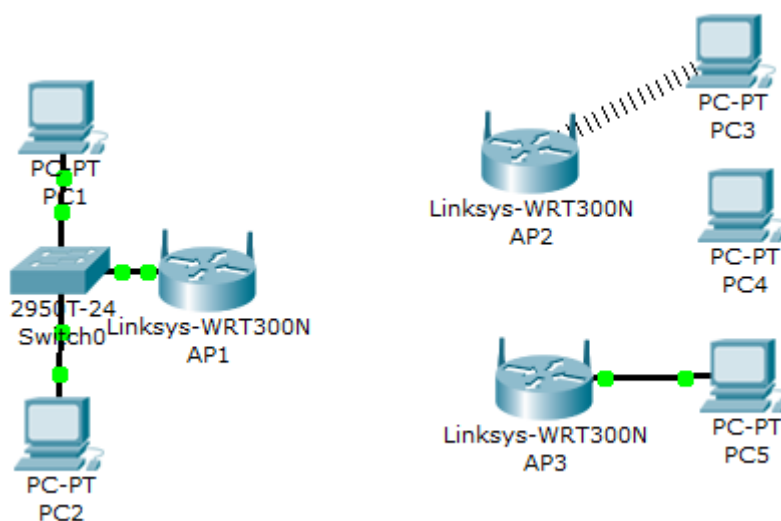 PC-PT
PC1
2950T-24
Switch0
Linksys-WRT300N
AP1
PC-PT
PC2
PC-PT
PC3
Linksys-WRT300N
AP2
PC-PT
PC4
Linksys-WRT300N
AP3
PC-PT
PC5